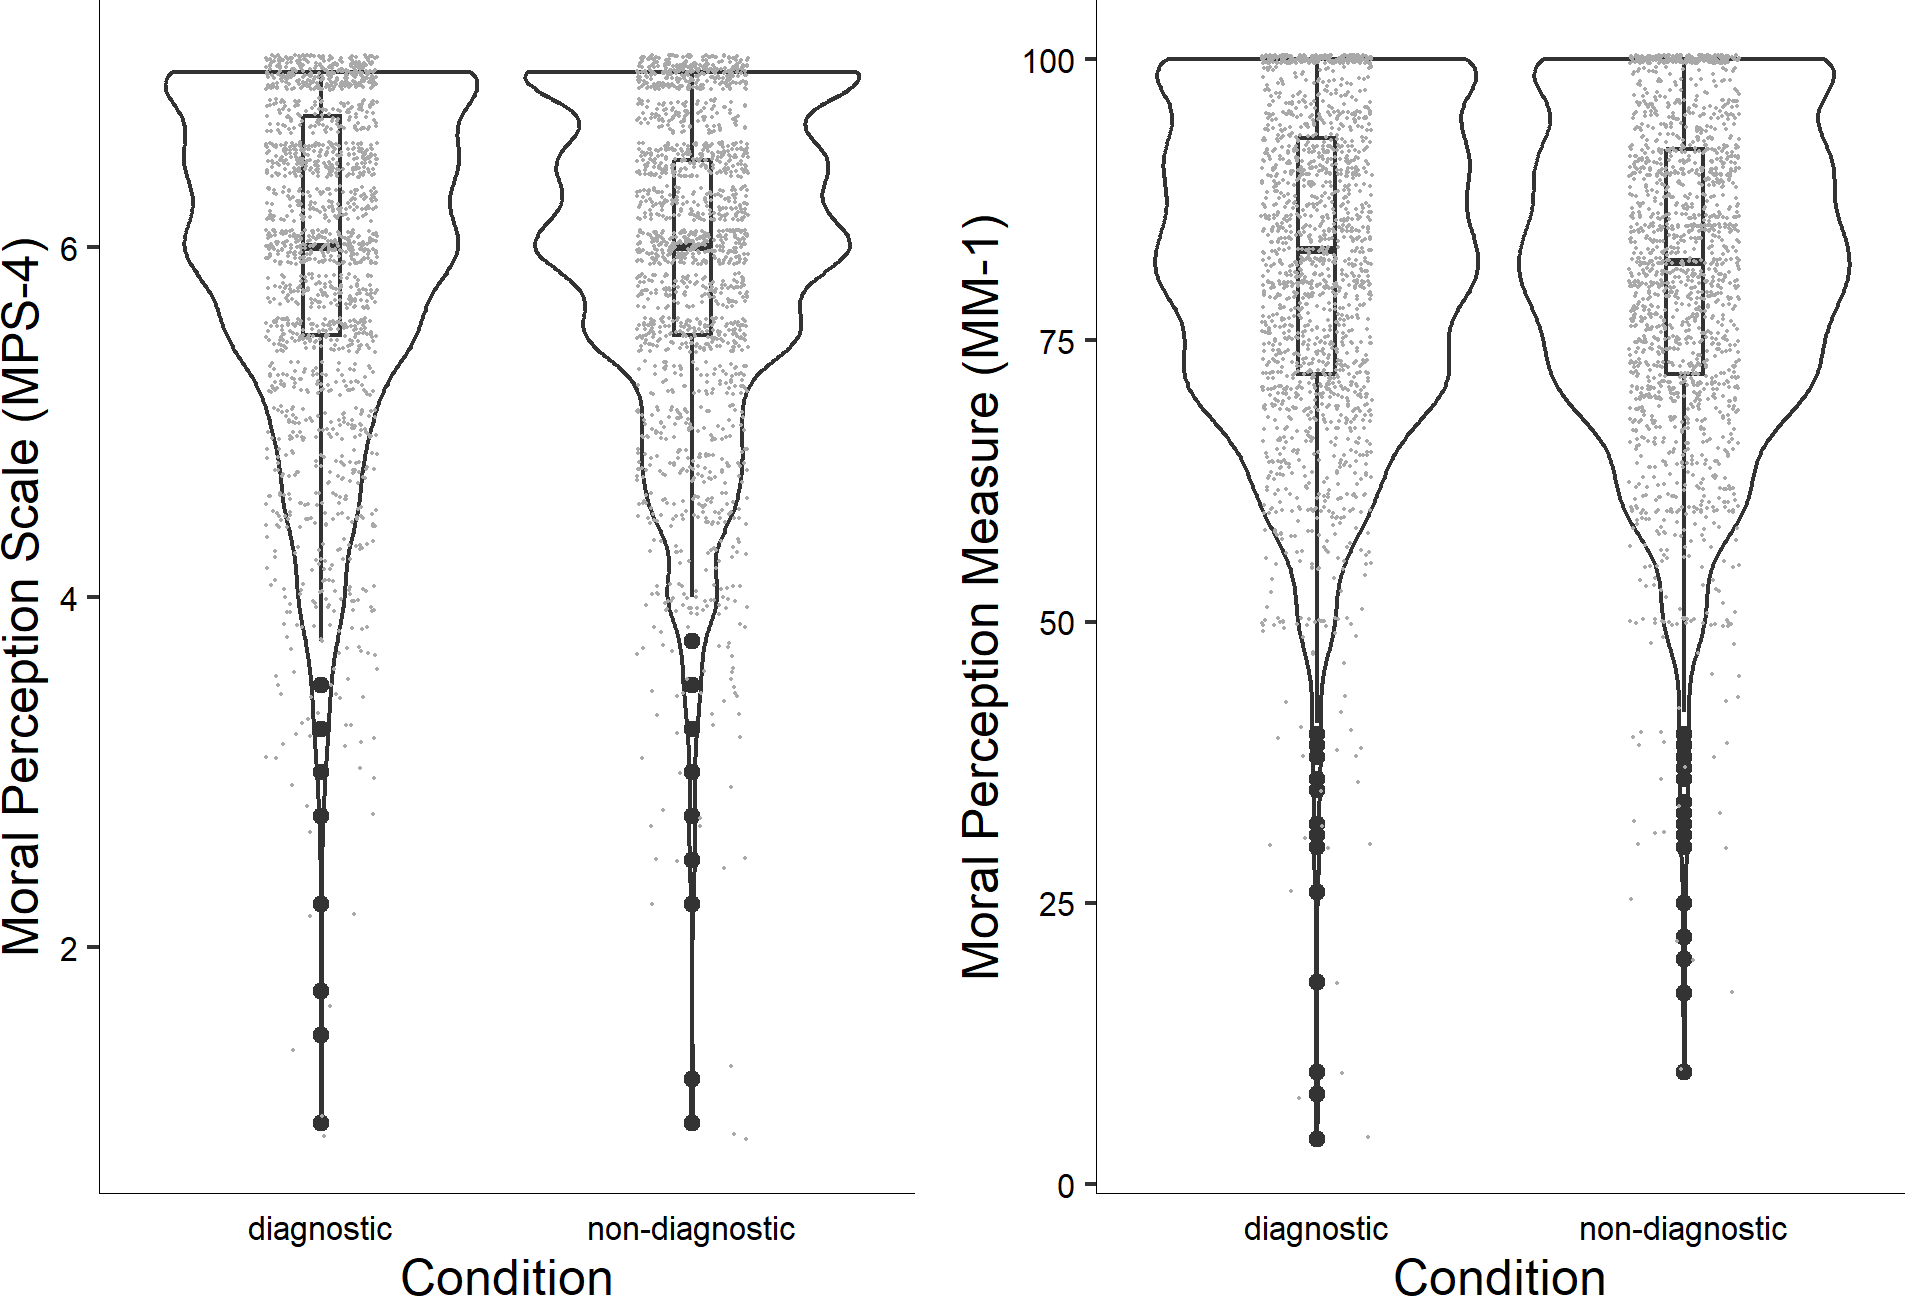 Moral Perception Scale (MPS-4)
6
4
2
diagnostic
non-diagnostic
Condition
Moral Perception Measure (MM-1)
100
75
50
25
0
diagnostic
non-diagnostic
Condition